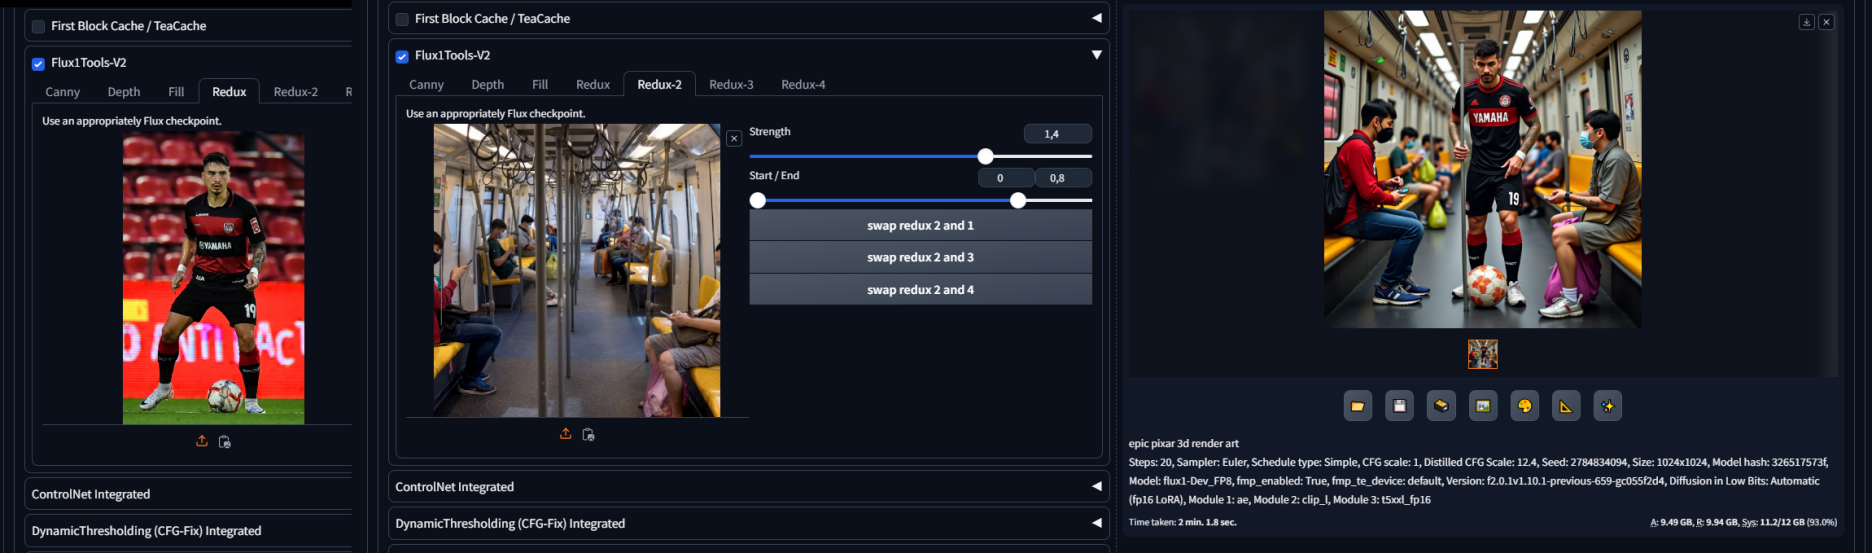 First Block Cache / TeaCache
Flux1Tools-V2
Canny Depth Fill Redux Redux-2 R
Use an appropriately Flux checkpoint.
YAMAHA
19
D ANTI FACT
ControlNet Integrated
DynamicThresholding (CFG-Fix) Integrated
First Block Cache / TeaCache
Flux1Tools-V2
Canny Depth Fill Redux Redux-2 Redux-3 Redux-4
Use an appropriately Flux checkpoint.
Strength 1,4
Start / End 0 0,8
swap redux 2 and 1
swap redux 2 and 3
swap redux 2 and 4
ControlNet Integrated
DynamicThresholding (CFG-Fix) Integrated
YAMAHA
19
epic pixar 3d render art
Steps: 20, Sampler: Euler, Schedule type: Simple, CFG scale: 1, Distilled CFG Scale: 12.4, Seed: 2784834094, Size: 1024x1024, Model hash: 326517573f,
Model: flux1-Dev_FP8, fmp_enabled: True, fmp_te_device: default, Version: f2.0.1v1.10.1-previous-659-gc055f2d4, Diffusion in Low Bits: Automatic
(fp16 LoRA), Module 1: ae, Module 2: clip_l, Module 3: t5xxl_fp16
Time taken: 2 min. 1.8 sec.
A: 9.49 GB, R: 9.94 GB, Sys: 11.2/12 GB (93.0%)